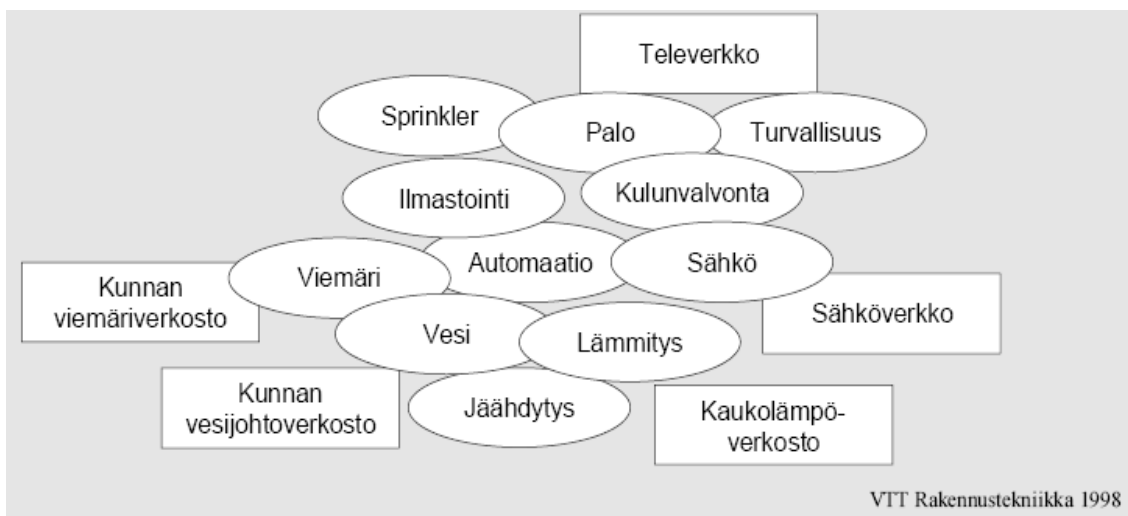 Televerkko
Sprinkler
Palo
Turvallisuus
Ilmastointi
Kulunvalvonta
Automaatio
Sähkö
Viemäri
Kunnan
viemäriverkosto
Sähköverkko
Vesi
Lämmitys
Kunnan
vesijohtoverkosto
Jäähdytys
Kaukolämpö-
verkosto
VTT Rakennustekniikka 1998